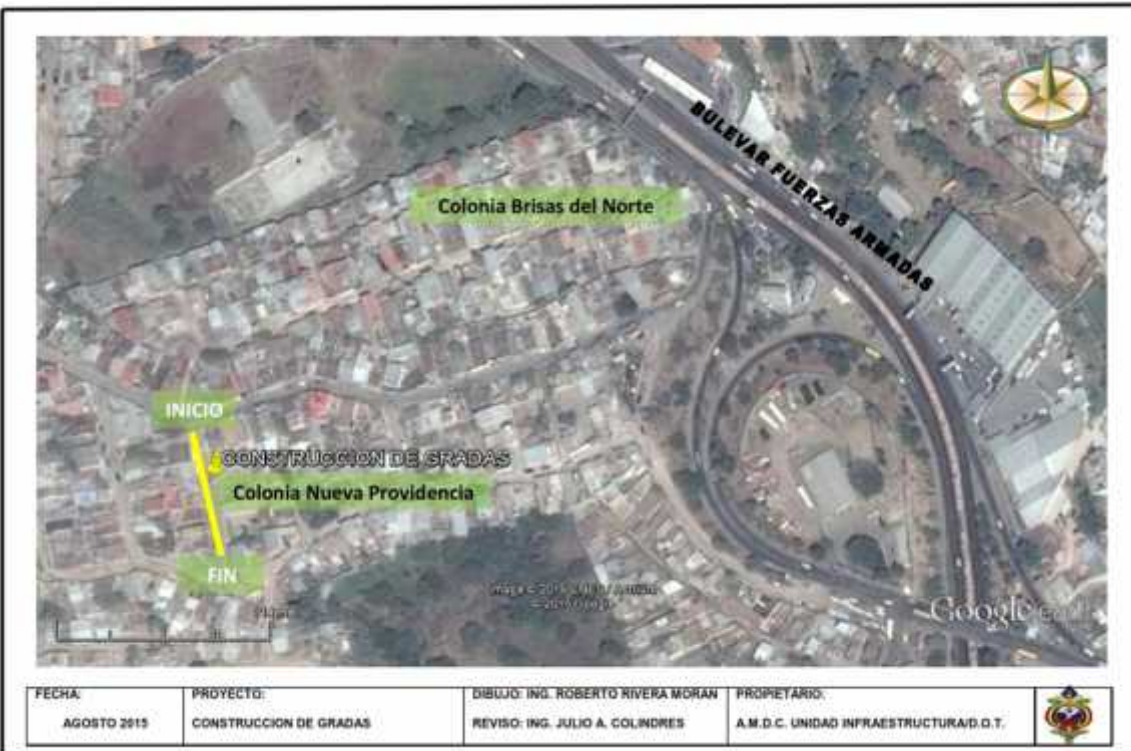 BULEVAR FUERZAS ARMADAS
Colonia Brisas del Norte
INICIO
CONSTRUCCION DE GRADAS
Colonia Nueva Providencia
FIN
Google
FECHA:
AGOSTO 2015
PROYECTO:
CONSTRUCCION DE GRADAS
DIBUJO: ING. ROBERTO RIVERA MORAN
REVISO: ING. JULIO A. COLINDRES
PROPIETARIO:
A.M.D.C. UNIDAD INFRAESTRUCTURA/D.O.T.